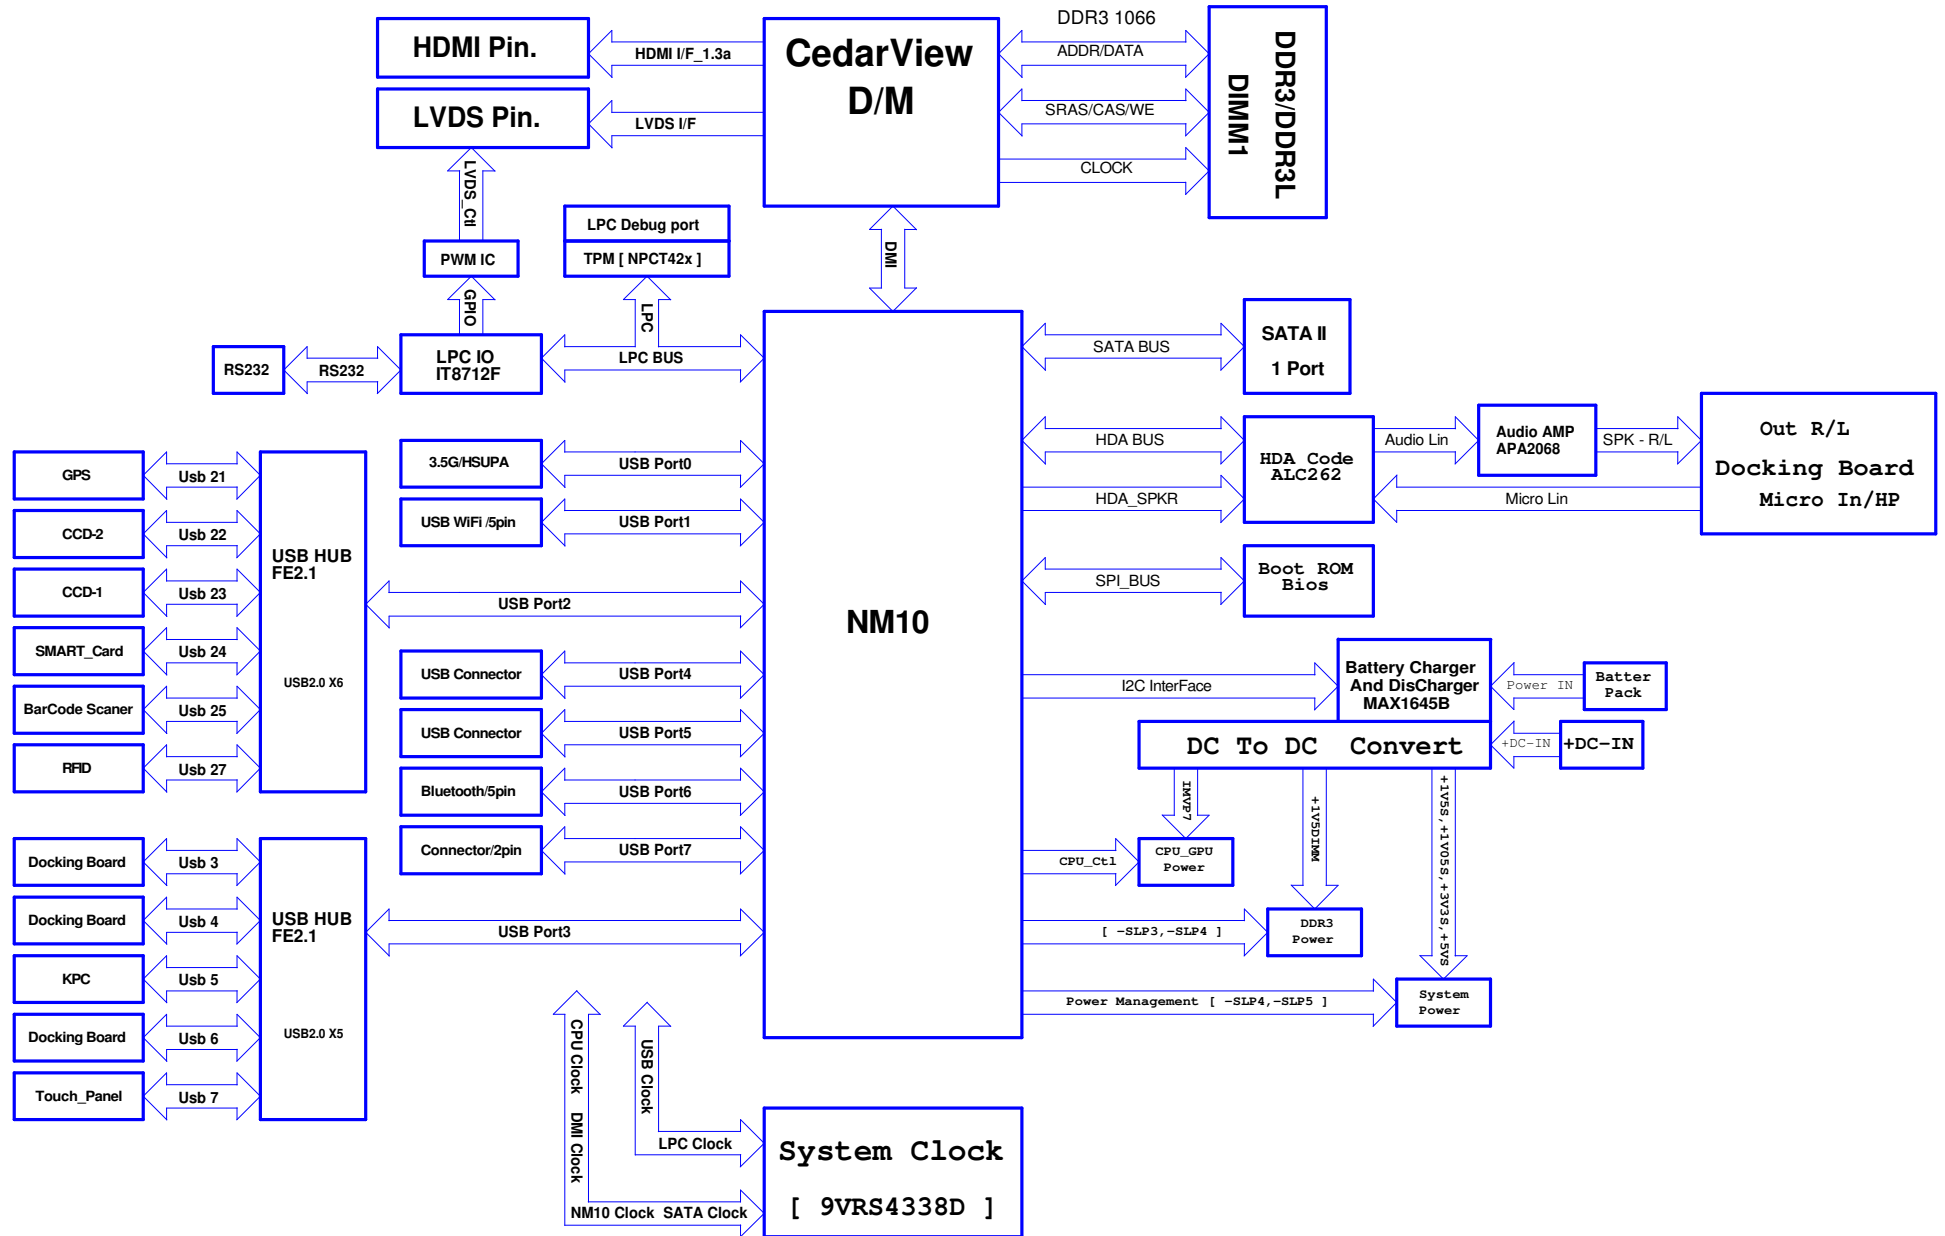 DDR3 1066
HDMI Pin.
HDMI I/F_1.3a
CedarView
D/M
ADDR/DATA
SRAS/CAS/WE
CLOCK
DDR3/DDR3L
DIMM1
LVDS Pin.
LVDS I/F
LVDS_Ctl
PWM IC
GPIO
LPC Debug port
TPM [ NPCT42x ]
LPC
DMI
RS232
RS232
LPC IO
IT8712F
LPC BUS
NM10
SATA BUS
SATA II
1 Port
HDA BUS
HDA_SPKR
HDA Code
ALC262
Audio Lin
Audio AMP
APA2068
SPK - R/L
Micro Lin
Out R/L
Docking Board
Micro In/HP
SPI_BUS
Boot ROM
Bios
3.5G/HSUPA
USB Port0
USB WiFi /5pin
USB Port1
USB Port2
USB Connector
USB Port4
USB Connector
USB Port5
Bluetooth/5pin
USB Port6
Connector/2pin
USB Port7
USB Port3
GPS
Usb 21
CCD-2
Usb 22
CCD-1
Usb 23
SMART_Card
Usb 24
BarCode Scaner
Usb 25
RFID
Usb 27
USB HUB
FE2.1
USB2.0 X6
Docking Board
Usb 3
Docking Board
Usb 4
KPC
Usb 5
Docking Board
Usb 6
Touch_Panel
Usb 7
USB HUB
FE2.1
USB2.0 X5
I2C InterFace
Battery Charger
And DisCharger
MAX1645B
Power IN
Batter
Pack
DC To DC Convert
+DC-IN
+DC-IN
IMVP7
+1V5DIMM
+1V5S,+1V05S,+3V3S,+5VS
CPU_Ctl
CPU_GPU
Power
[ -SLP3,-SLP4 ]
DDR3
Power
Power Management [ -SLP4,-SLP5 ]
System
Power
CPU Clock DMI Clock
USB Clock
LPC Clock
NM10 Clock SATA Clock
System Clock
[ 9VRS4338D ]